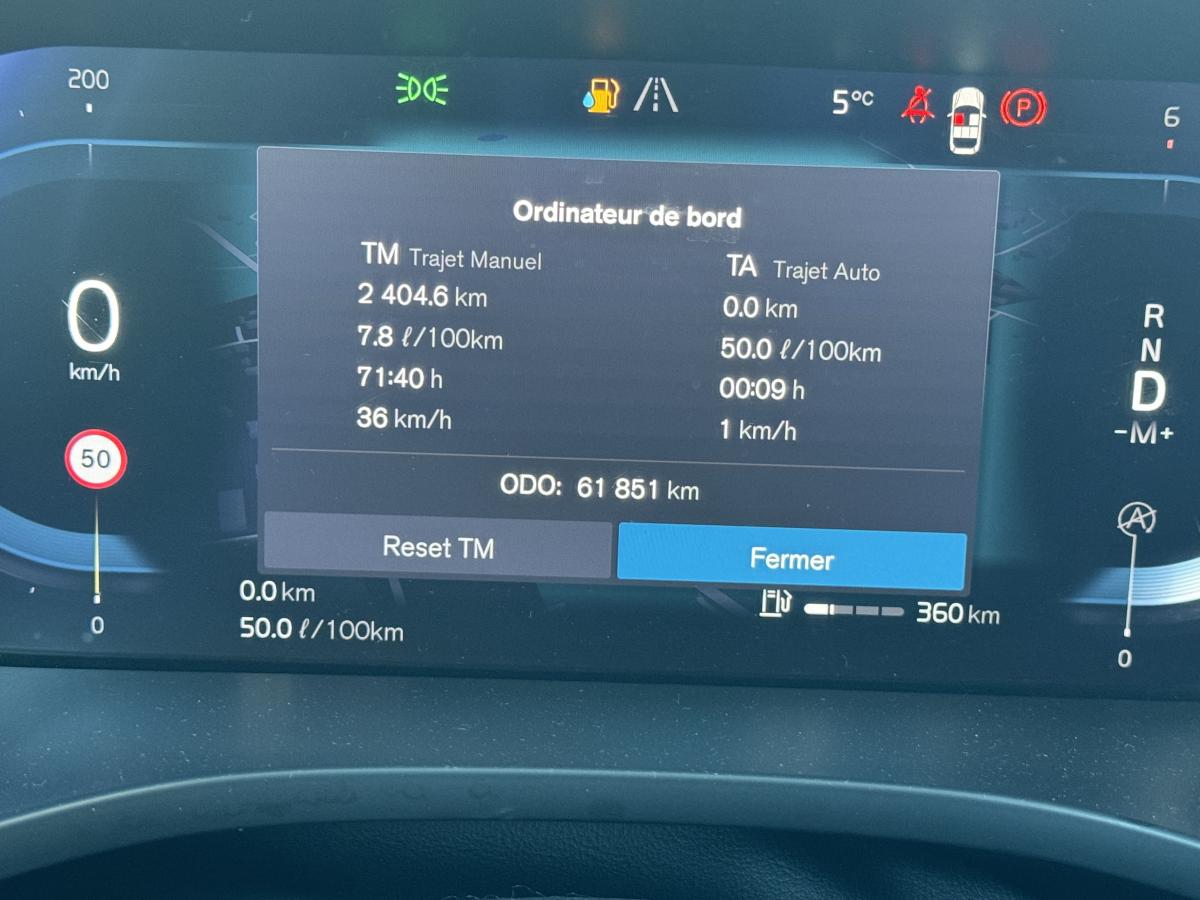 200
5°C
P
6
Ordinateur de bord
TM Trajet Manuel
2 404.6 km
7.8 ℓ/100km
71:40 h
36 km/h
TA Trajet Auto
0.0 km
50.0 ℓ/100km
00:09 h
1 km/h
ODO: 61 851 km
Reset TM
Fermer
0
km/h
50
0
0.0 km
50.0 ℓ/100km
360 km
R
N
D
-M+
A
0